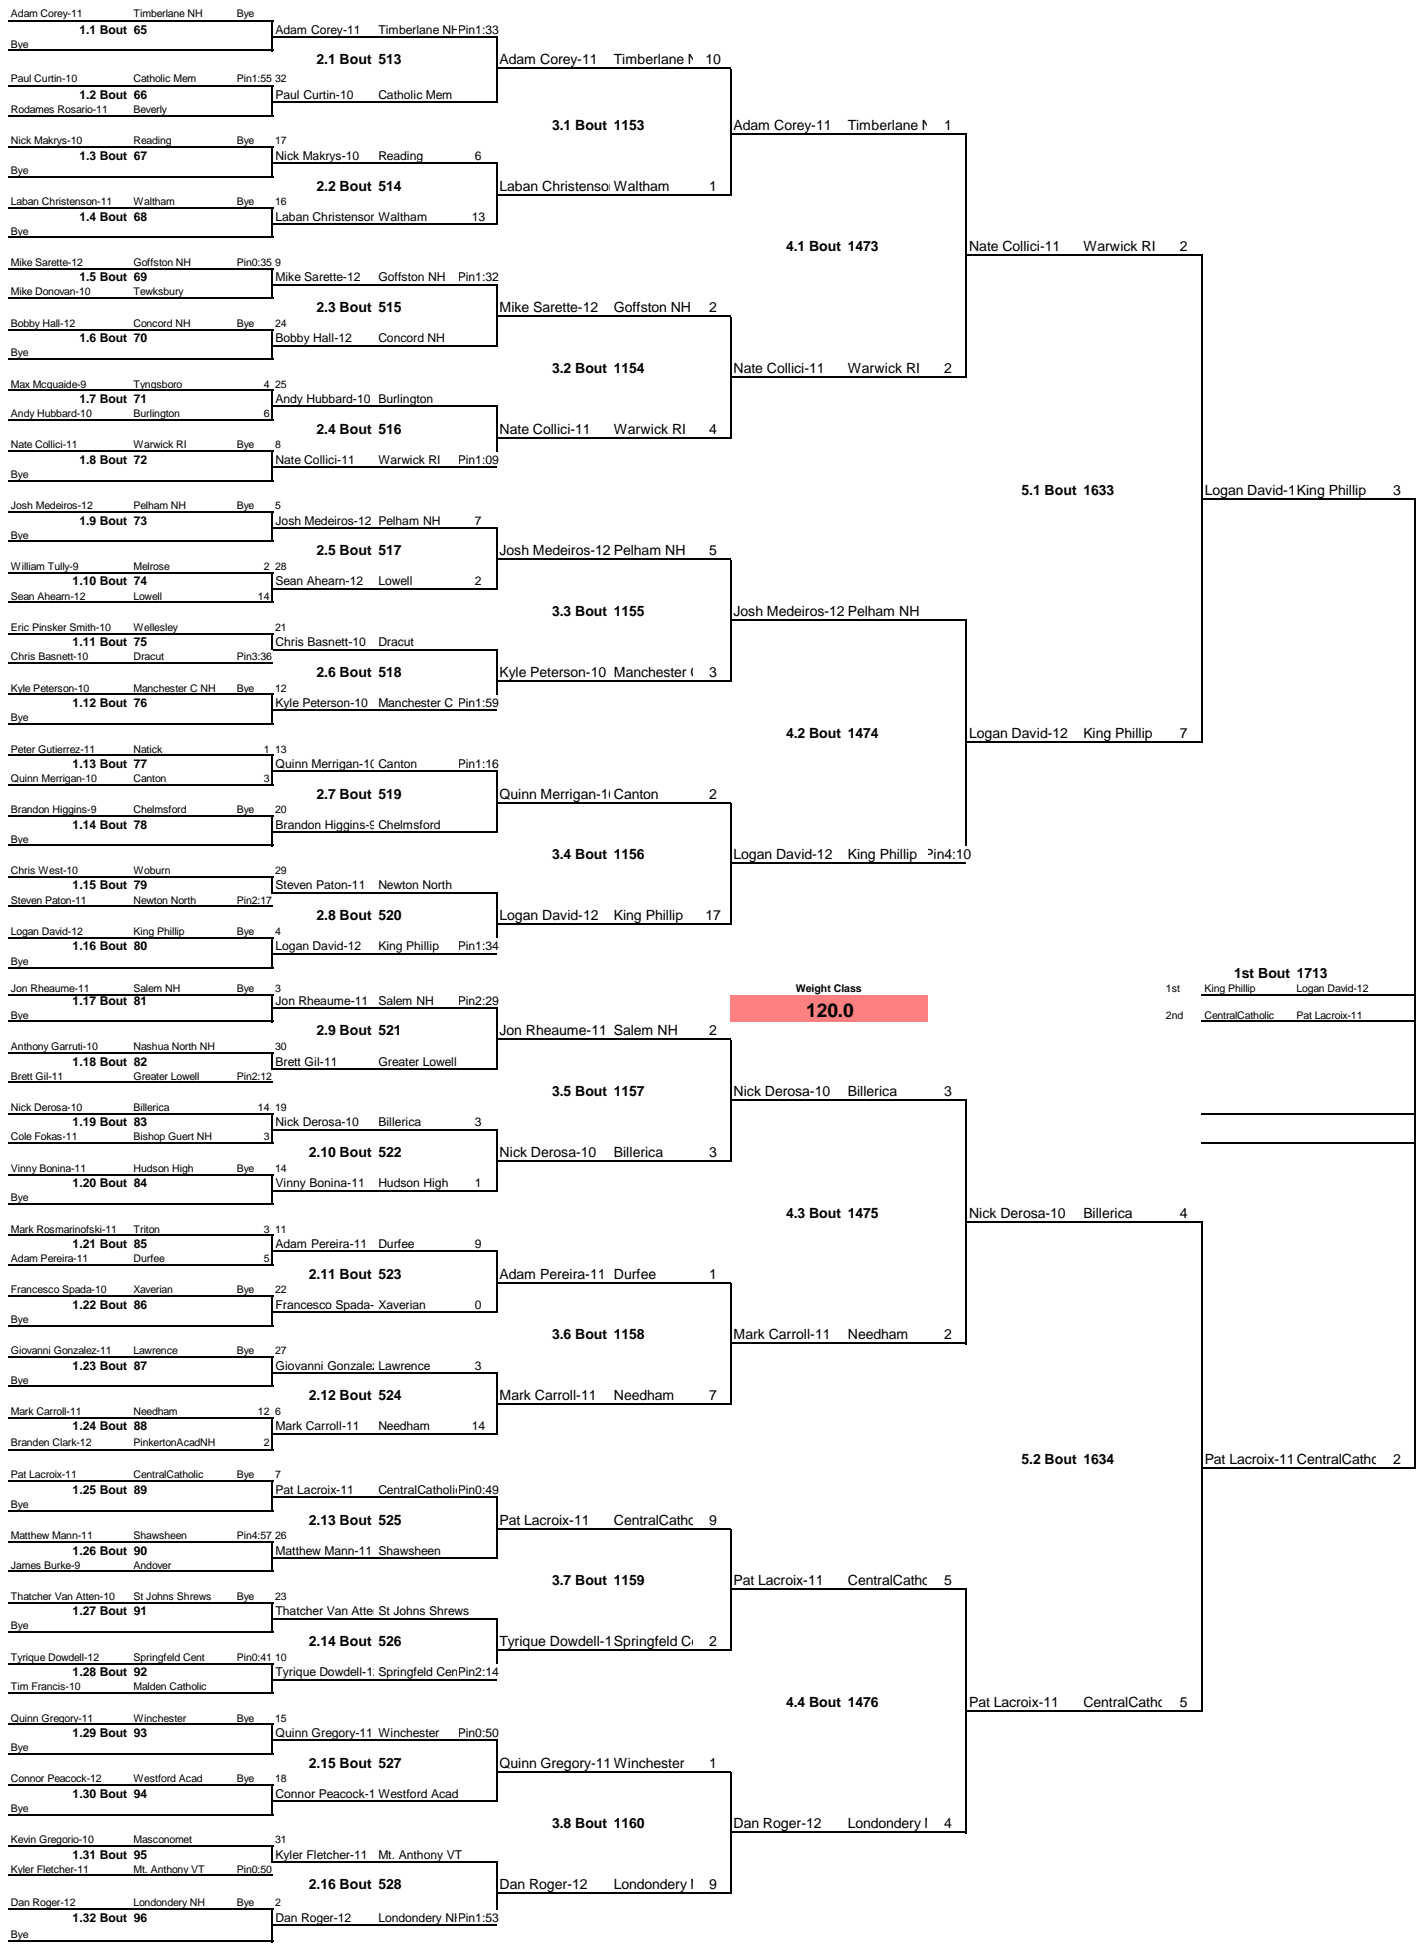 Adam Corey-11 Timberlane NH Bye
1.1 Bout 65
Bye
Adam Corey-11 Timberlane NH Pin1:33
2.1 Bout 513
Adam Corey-11 Timberlane N 10
Paul Curtin-10 Catholic Mem Pin1:55 32
1.2 Bout 66
Rodames Rosario-11 Beverly
Paul Curtin-10 Catholic Mem
3.1 Bout 1153
Adam Corey-11 Timberlane N 1
Nick Makrys-10 Reading Bye 17
1.3 Bout 67
Bye
Nick Makrys-10 Reading 6
2.2 Bout 514
Laban Christenso Waltham 1
Laban Christenson-11 Waltham Bye 16
1.4 Bout 68
Bye
Laban Christensor Waltham 13
4.1 Bout 1473
Nate Collici-11 Warwick RI 2
Mike Sarette-12 Goffston NH Pin0:35 9
1.5 Bout 69
Mike Donovan-10 Tewksbury
Mike Sarette-12 Goffston NH Pin1:32
2.3 Bout 515
Mike Sarette-12 Goffston NH 2
Bobby Hall-12 Concord NH Bye 24
1.6 Bout 70
Bye
Bobby Hall-12 Concord NH
3.2 Bout 1154
Nate Collici-11 Warwick RI 2
Max Mcquaide-9 Tyngsboro 4 25
1.7 Bout 71
Andy Hubbard-10 Burlington 6
Andy Hubbard-10 Burlington
2.4 Bout 516
Nate Collici-11 Warwick RI 4
Nate Collici-11 Warwick RI Bye 8
1.8 Bout 72
Bye
Nate Collici-11 Warwick RI Pin1:09
5.1 Bout 1633
Logan David-1 King Phillip 3
Josh Medeiros-12 Pelham NH Bye 5
1.9 Bout 73
Bye
Josh Medeiros-12 Pelham NH 7
2.5 Bout 517
Josh Medeiros-12 Pelham NH 5
William Tully-9 Melrose 2 28
1.10 Bout 74
Sean Ahearn-12 Lowell 14
Sean Ahearn-12 Lowell 2
3.3 Bout 1155
Josh Medeiros-12 Pelham NH
Eric Pinsker Smith-10 Wellesley 21
1.11 Bout 75
Chris Basnett-10 Dracut Pin3:36
Chris Basnett-10 Dracut
2.6 Bout 518
Kyle Peterson-10 Manchester ( 3
Kyle Peterson-10 Manchester C NH Bye 12
1.12 Bout 76
Bye
Kyle Peterson-10 Manchester C Pin1:59
4.2 Bout 1474
Logan David-12 King Phillip 7
Peter Gutierrez-11 Natick 1 13
1.13 Bout 77
Quinn Merrigan-10 Canton 3
Quinn Merrigan-1( Canton Pin1:16
2.7 Bout 519
Quinn Merrigan-1( Canton 2
Brandon Higgins-9 Chelmsford Bye 20
1.14 Bout 78
Bye
Brandon Higgins-9 Chelmsford
3.4 Bout 1156
Logan David-12 King Phillip Pin4:10
Chris West-10 Woburn 29
1.15 Bout 79
Steven Paton-11 Newton North Pin2:17
Steven Paton-11 Newton North
2.8 Bout 520
Logan David-12 King Phillip 17
Logan David-12 King Phillip Bye 4
1.16 Bout 80
Bye
Logan David-12 King Phillip Pin1:34
1st Bout 1713
1st King Phillip Logan David-12
2nd CentralCatholic Pat Lacroix-11
Weight Class
120.0
Jon Rheaume-11 Salem NH Bye 3
1.17 Bout 81
Bye
Jon Rheaume-11 Salem NH Pin2:29
2.9 Bout 521
Jon Rheaume-11 Salem NH 2
Anthony Garruti-10 Nashua North NH 30
1.18 Bout 82
Brett Gil-11 Greater Lowell Pin2:12
Brett Gil-11 Greater Lowell
3.5 Bout 1157
Nick Derosa-10 Billerica 3
Nick Derosa-10 Billerica 14 19
1.19 Bout 83
Cole Fokas-11 Bishop Guert NH 3
Nick Derosa-10 Billerica 3
2.10 Bout 522
Nick Derosa-10 Billerica 3
Vinny Bonina-11 Hudson High Bye 14
1.20 Bout 84
Bye
Vinny Bonina-11 Hudson High 1
4.3 Bout 1475
Nick Derosa-10 Billerica 4
Mark Rosmarinofski-11 Triton 3 11
1.21 Bout 85
Adam Pereira-11 Durfee 5
Adam Pereira-11 Durfee 9
2.11 Bout 523
Adam Pereira-11 Durfee 1
Francesco Spada-10 Xaverian Bye 22
1.22 Bout 86
Bye
Francesco Spada- Xaverian 0
3.6 Bout 1158
Mark Carroll-11 Needham 2
Giovanni Gonzalez-11 Lawrence Bye 27
1.23 Bout 87
Bye
Giovanni Gonzalez Lawrence 3
2.12 Bout 524
Mark Carroll-11 Needham 7
Mark Carroll-11 Needham 12 6
1.24 Bout 88
Branden Clark-12 PinkertonAcadNH 2
Mark Carroll-11 Needham 14
5.2 Bout 1634
Pat Lacroix-11 CentralCathc 2
Pat Lacroix-11 CentralCatholic Bye 7
1.25 Bout 89
Bye
Pat Lacroix-11 CentralCatholi Pin0:49
2.13 Bout 525
Pat Lacroix-11 CentralCathc 9
Matthew Mann-11 Shawsheen Pin4:57 26
1.26 Bout 90
James Burke-9 Andover
Matthew Mann-11 Shawsheen
3.7 Bout 1159
Pat Lacroix-11 CentralCathc 5
Thatcher Van Atten-10 St Johns Shrews Bye 23
1.27 Bout 91
Bye
Thatcher Van Atte St Johns Shrews
2.14 Bout 526
Tyrique Dowdell-1 Springfeld C 2
Tyrique Dowdell-12 Springfeld Cent Pin0:41 10
1.28 Bout 92
Tim Francis-10 Malden Catholic
Tyrique Dowdell-1 Springfeld Cen Pin2:14
4.4 Bout 1476
Pat Lacroix-11 CentralCathc 5
Quinn Gregory-11 Winchester Bye 15
1.29 Bout 93
Bye
Quinn Gregory-11 Winchester Pin0:50
2.15 Bout 527
Quinn Gregory-11 Winchester 1
Connor Peacock-12 Westford Acad Bye 18
1.30 Bout 94
Bye
Connor Peacock-1 Westford Acad
3.8 Bout 1160
Dan Roger-12 Londondery 4
Kevin Gregorio-10 Masconomet 31
1.31 Bout 95
Kyler Fletcher-11 Mt. Anthony VT Pin0:50
Kyler Fletcher-11 Mt. Anthony VT
2.16 Bout 528
Dan Roger-12 Londondery 9
Dan Roger-12 Londondery NH Bye 2
1.32 Bout 96
Bye
Dan Roger-12 Londondery NH Pin1:53